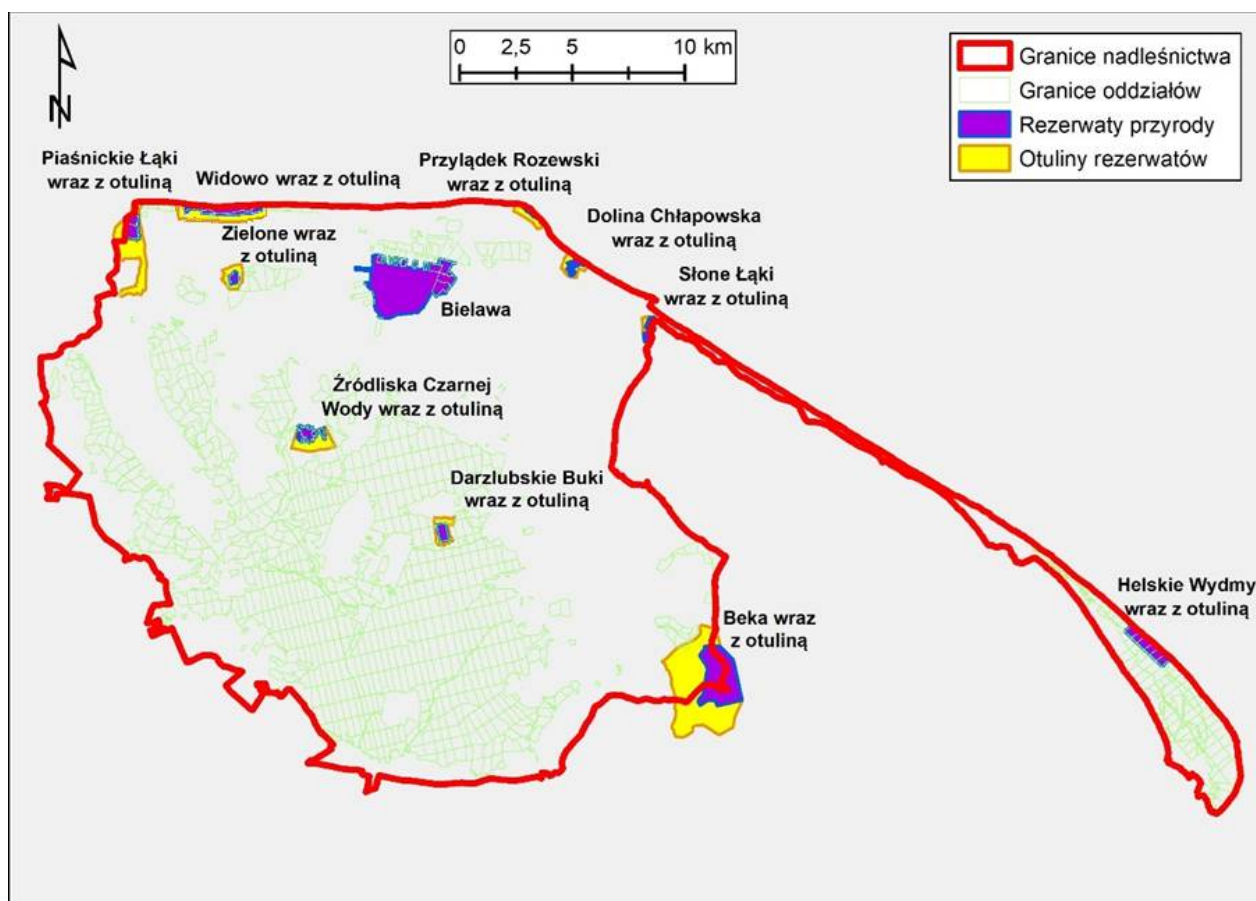 0 2,5 5 10 km
N
Granice nadleśnictwa
Granice oddziałów
Rezerwaty przyrody
Otuliny rezerwatów
Piaśnickie Łąki
wraz z otuliną
Widowo wraz z otuliną
Przylądek Rozewski
wraz z otuliną
Dolina Chłapowska
wraz z otuliną
Zielone wraz
z otuliną
Słone Łąki
wraz z otuliną
Bielawa
Źródliska Czarnej
Wody wraz z otuliną
Darzlubskie Buki
wraz z otuliną
Helskie Wydmy
wraz z otuliną
Beka wraz
z otuliną